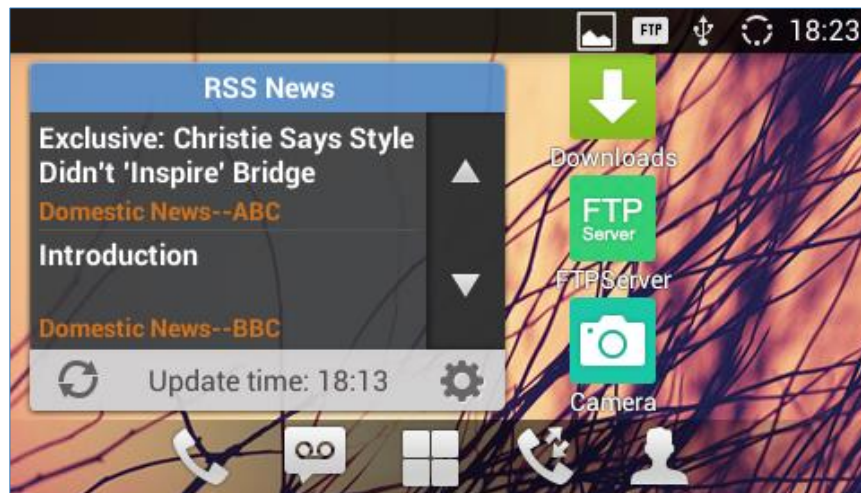 FTP 18:23
RSS News
Exclusive: Christie Says Style
Didn't 'Inspire' Bridge
Domestic News--ABC
Introduction
Domestic News--BBC
Update time: 18:13
Downloads
FTP
Server
FTPServer
Camera